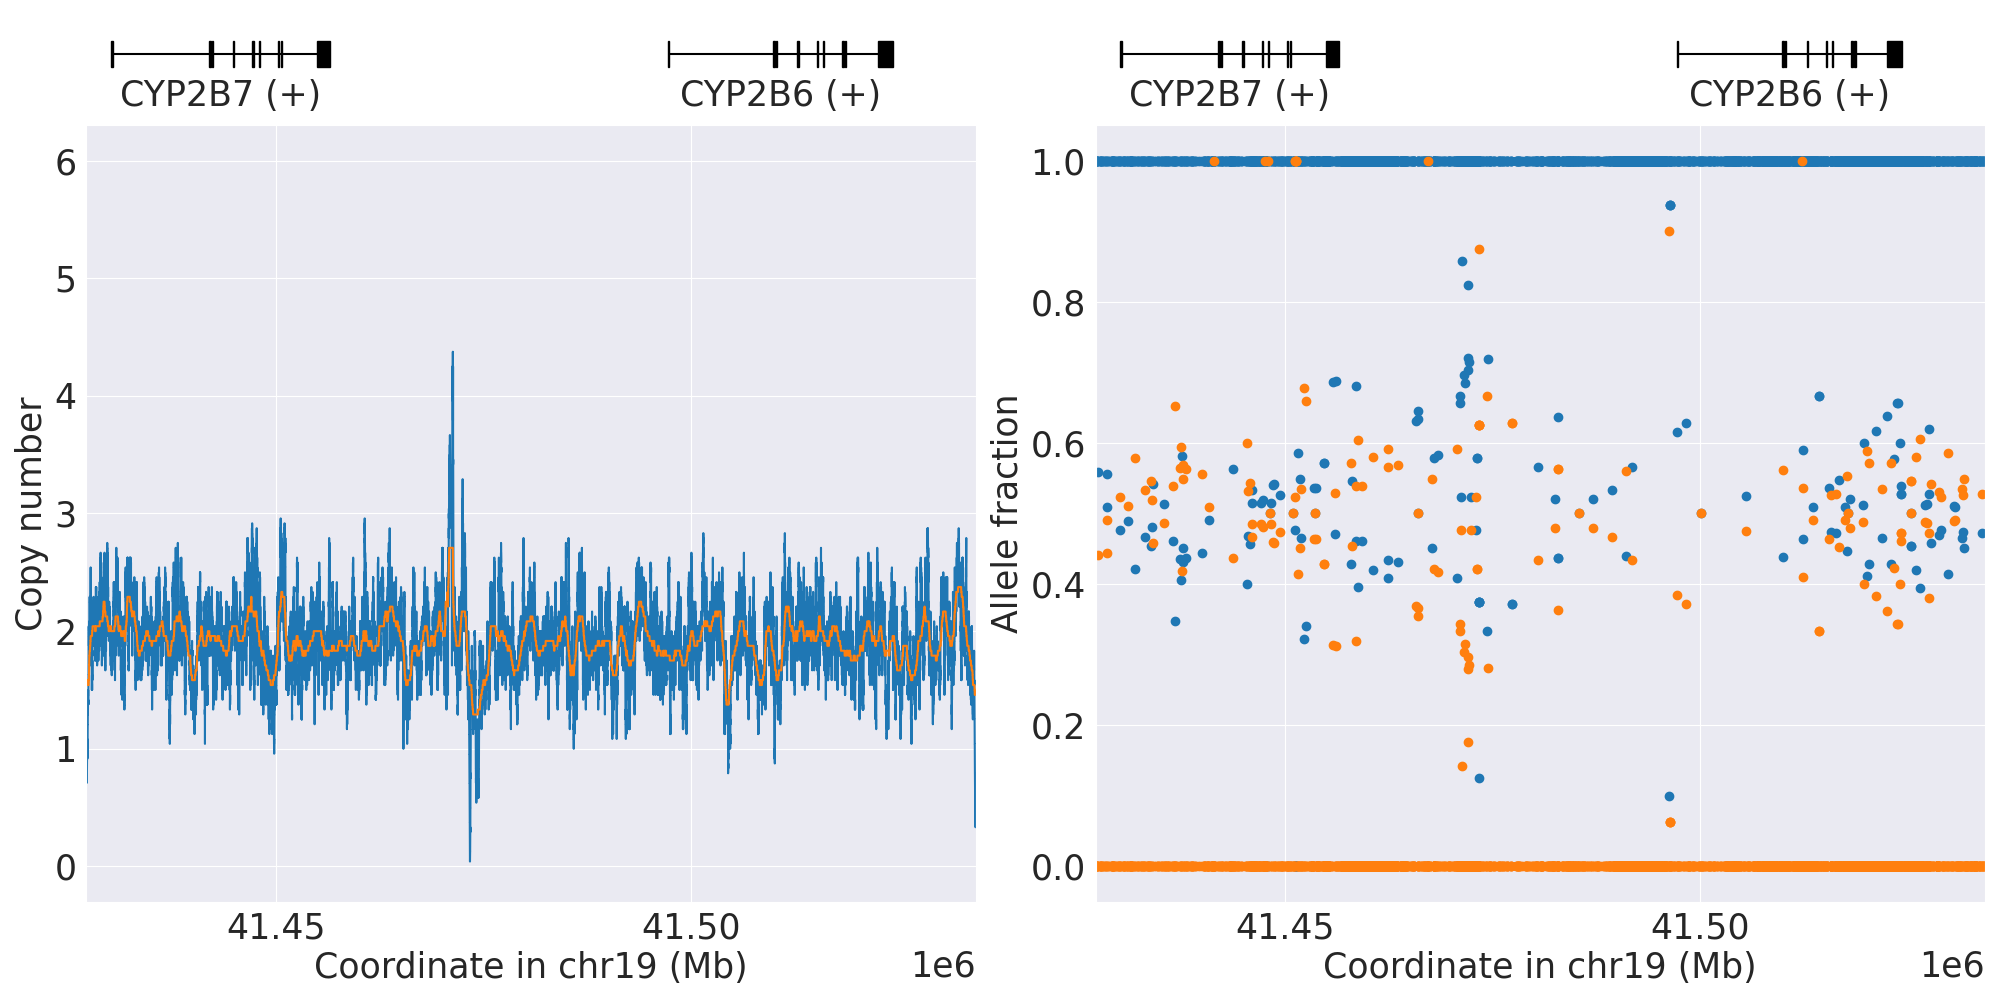 CYP2B7 (+)
CYP2B6 (+)
6
5
4
3
2
1
0
Copy number
41.45
41.50
Coordinate in chr19 (Mb)
1e6
CYP2B7 (+)
CYP2B6 (+)
1.0
0.8
0.6
0.4
0.2
0.0
Allele fraction
41.45
41.50
Coordinate in chr19 (Mb)
1e6